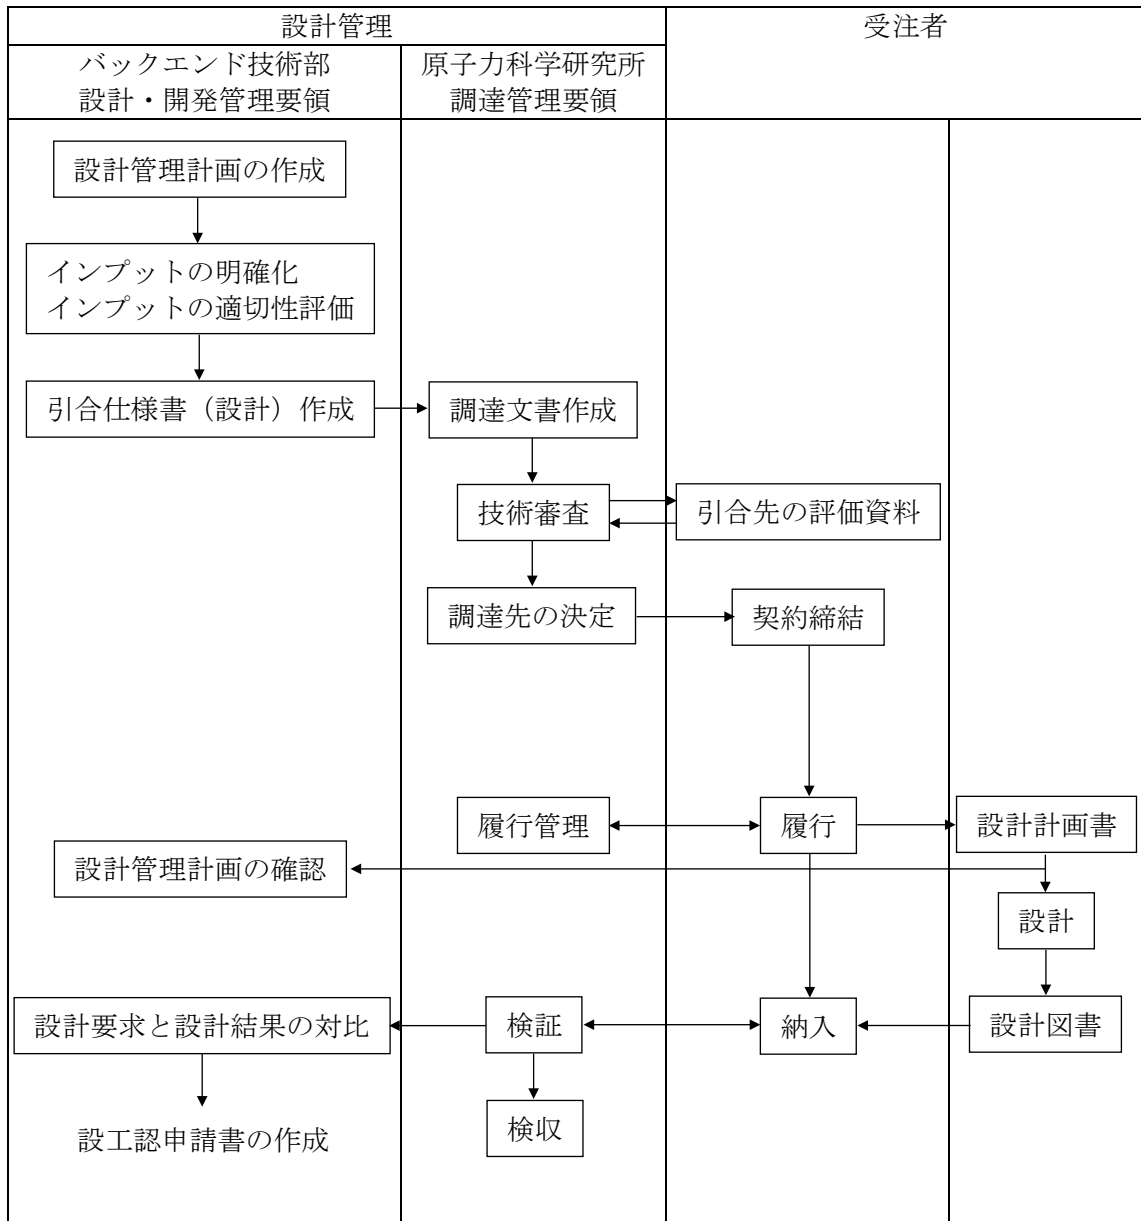 設計管理
受注者
バックエンド技術部
設計・開発管理要領
原子力科学研究所
調達管理要領
設計管理計画の作成
インプットの明確化
インプットの適切性評価
引合仕様書（設計）作成
調達文書作成
技術審査
引合先の評価資料
調達先の決定
契約締結
履行管理
履行
設計計画書
設計管理計画の確認
設計
設計要求と設計結果の対比
検証
納入
設計図書
検収
設工認申請書の作成